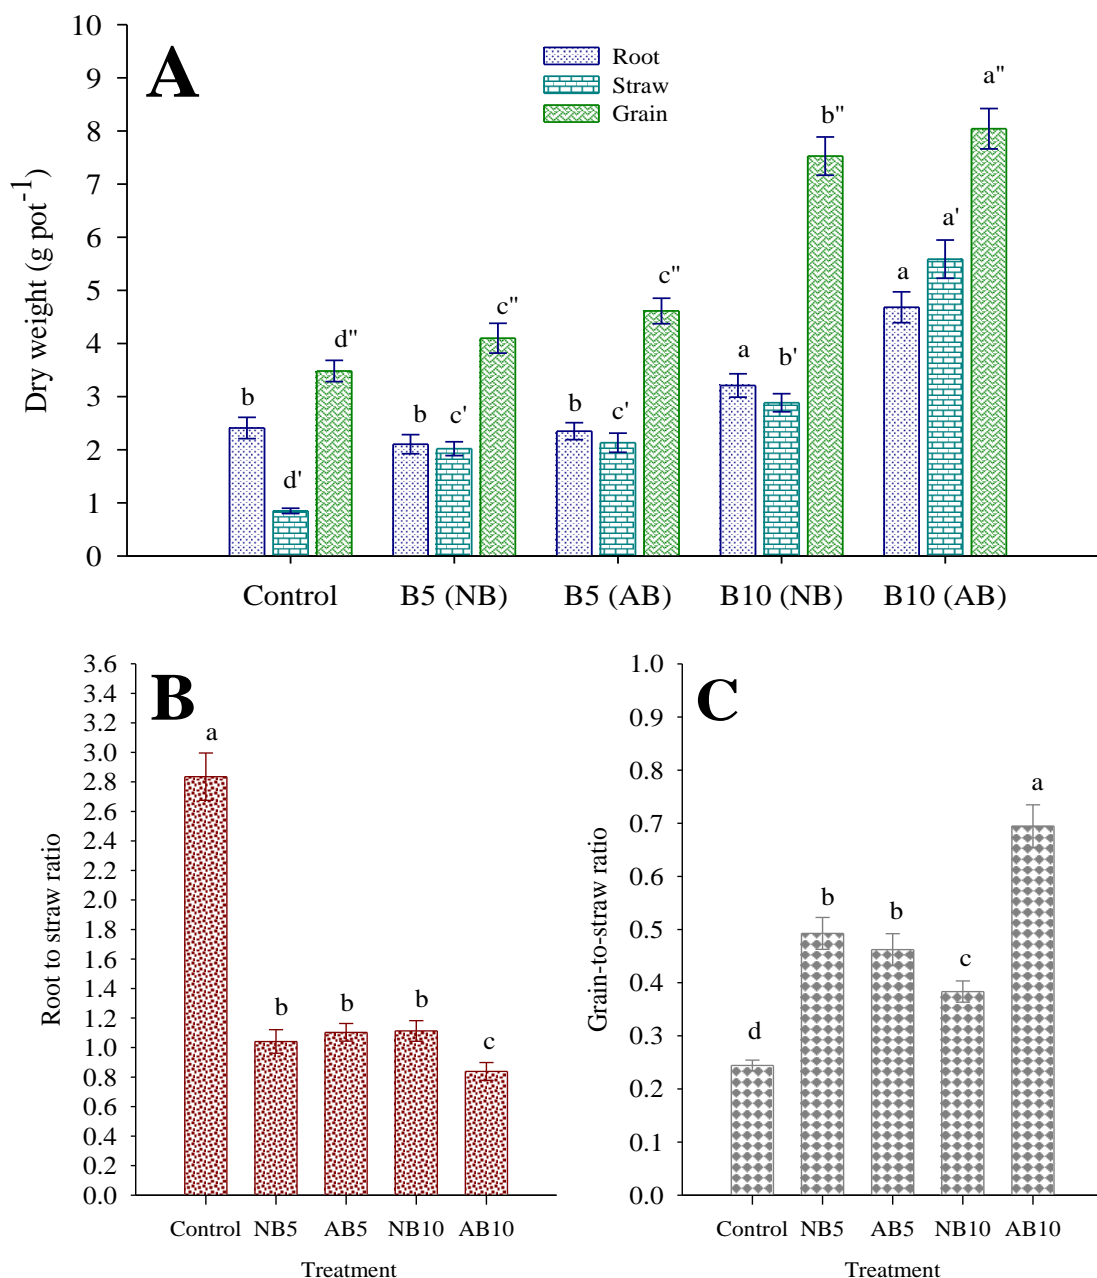 A
Root
Straw
Grain
Dry weight (g pot-1)
10
9
8
7
6
5
4
3
2
1
0
b
d'
d"
b
c'
c"
b
c'
c"
a
b'
b"
a
a'
a"
Control
B5 (NB)
B5 (AB)
B10 (NB)
B10 (AB)
B
Root to straw ratio
3.6
3.4
3.2
3.0
2.8
2.6
2.4
2.2
2.0
1.8
1.6
1.4
1.2
1.0
0.8
0.6
0.4
0.2
0.0
a
b
b
b
c
Control
NB5
AB5
NB10
AB10
Treatment
C
Grain-to-straw ratio
1.0
0.9
0.8
0.7
0.6
0.5
0.4
0.3
0.2
0.1
0.0
d
b
b
c
a
Control
NB5
AB5
NB10
AB10
Treatment